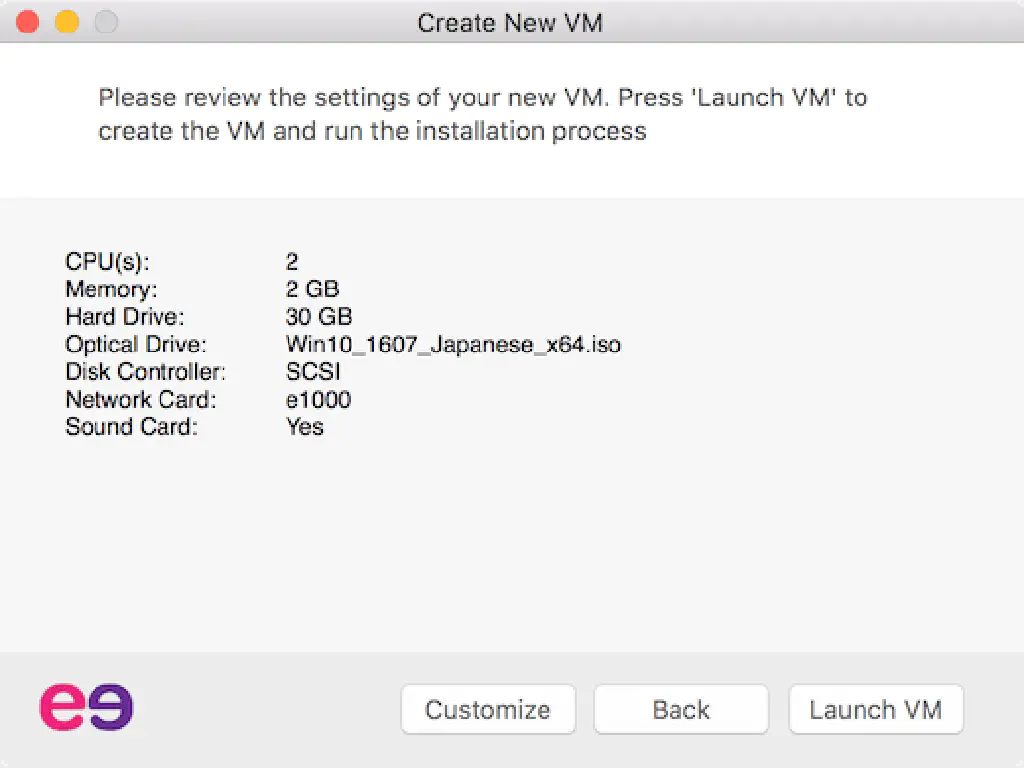 Create New VM
Please review the settings of your new VM. Press 'Launch VM' to
create the VM and run the installation process
CPU(s): 2
Memory: 2 GB
Hard Drive: 30 GB
Optical Drive: Win10_1607_Japanese_x64.iso
Disk Controller: SCSI
Network Card: e1000
Sound Card: Yes
Customize Back Launch VM